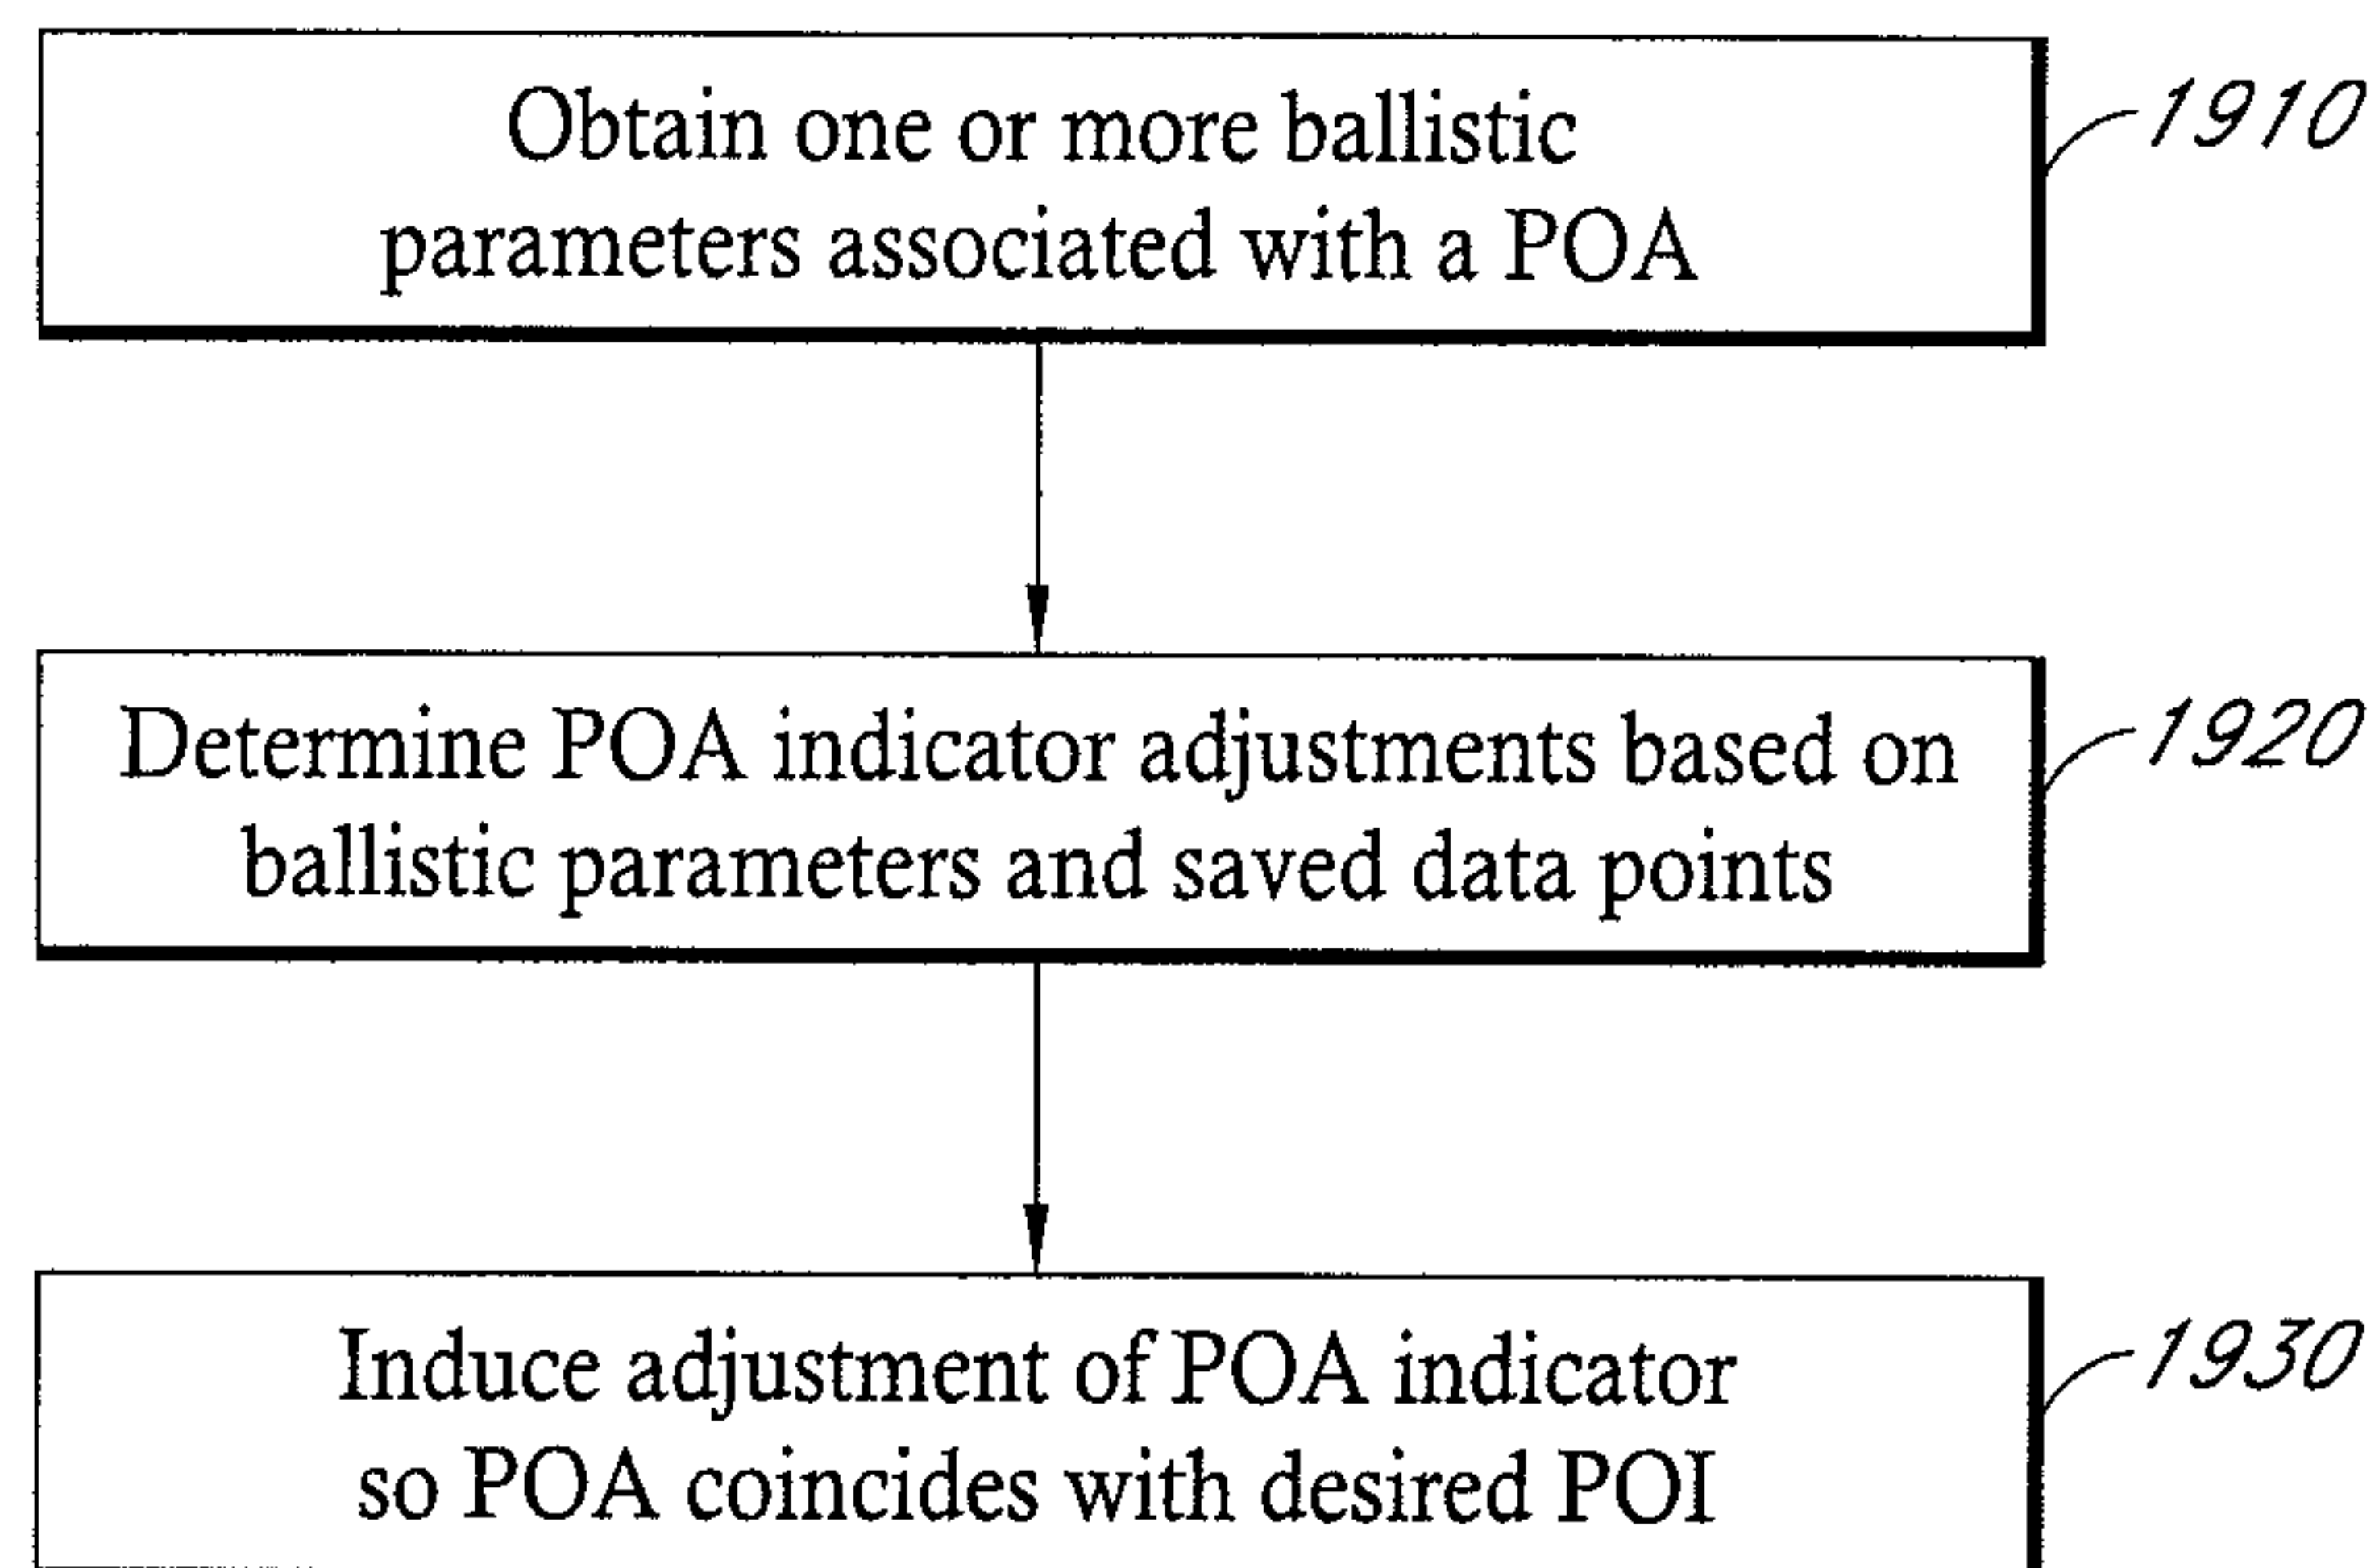 Obtain one or more ballistic
parameters associated with a POA
1910
Determine POA indicator adjustments based on
ballistic parameters and saved data points
1920
Induce adjustment of POA indicator
so POA coincides with desired POI
1930